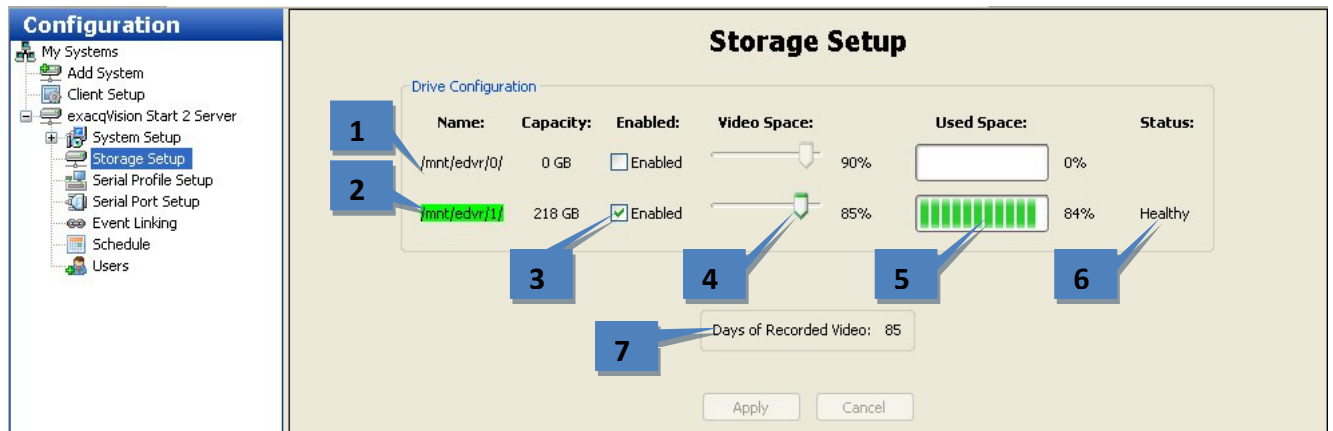 Configuration
My Systems
Add System
Client Setup
exacqVision Start 2 Server
System Setup
Storage Setup
Serial Profile Setup
Serial Port Setup
Event Linking
Schedule
Users
Storage Setup
Drive Configuration
Name: Capacity: Enabled: Video Space: Used Space: Status:
1
/mnt/edvr/0/ 0 GB Enabled 90% 0%
2
/mnt/edvr/1/ 218 GB Enabled 85% 84% Healthy
3 4 5 6
Days of Recorded Video: 85
7
Apply Cancel